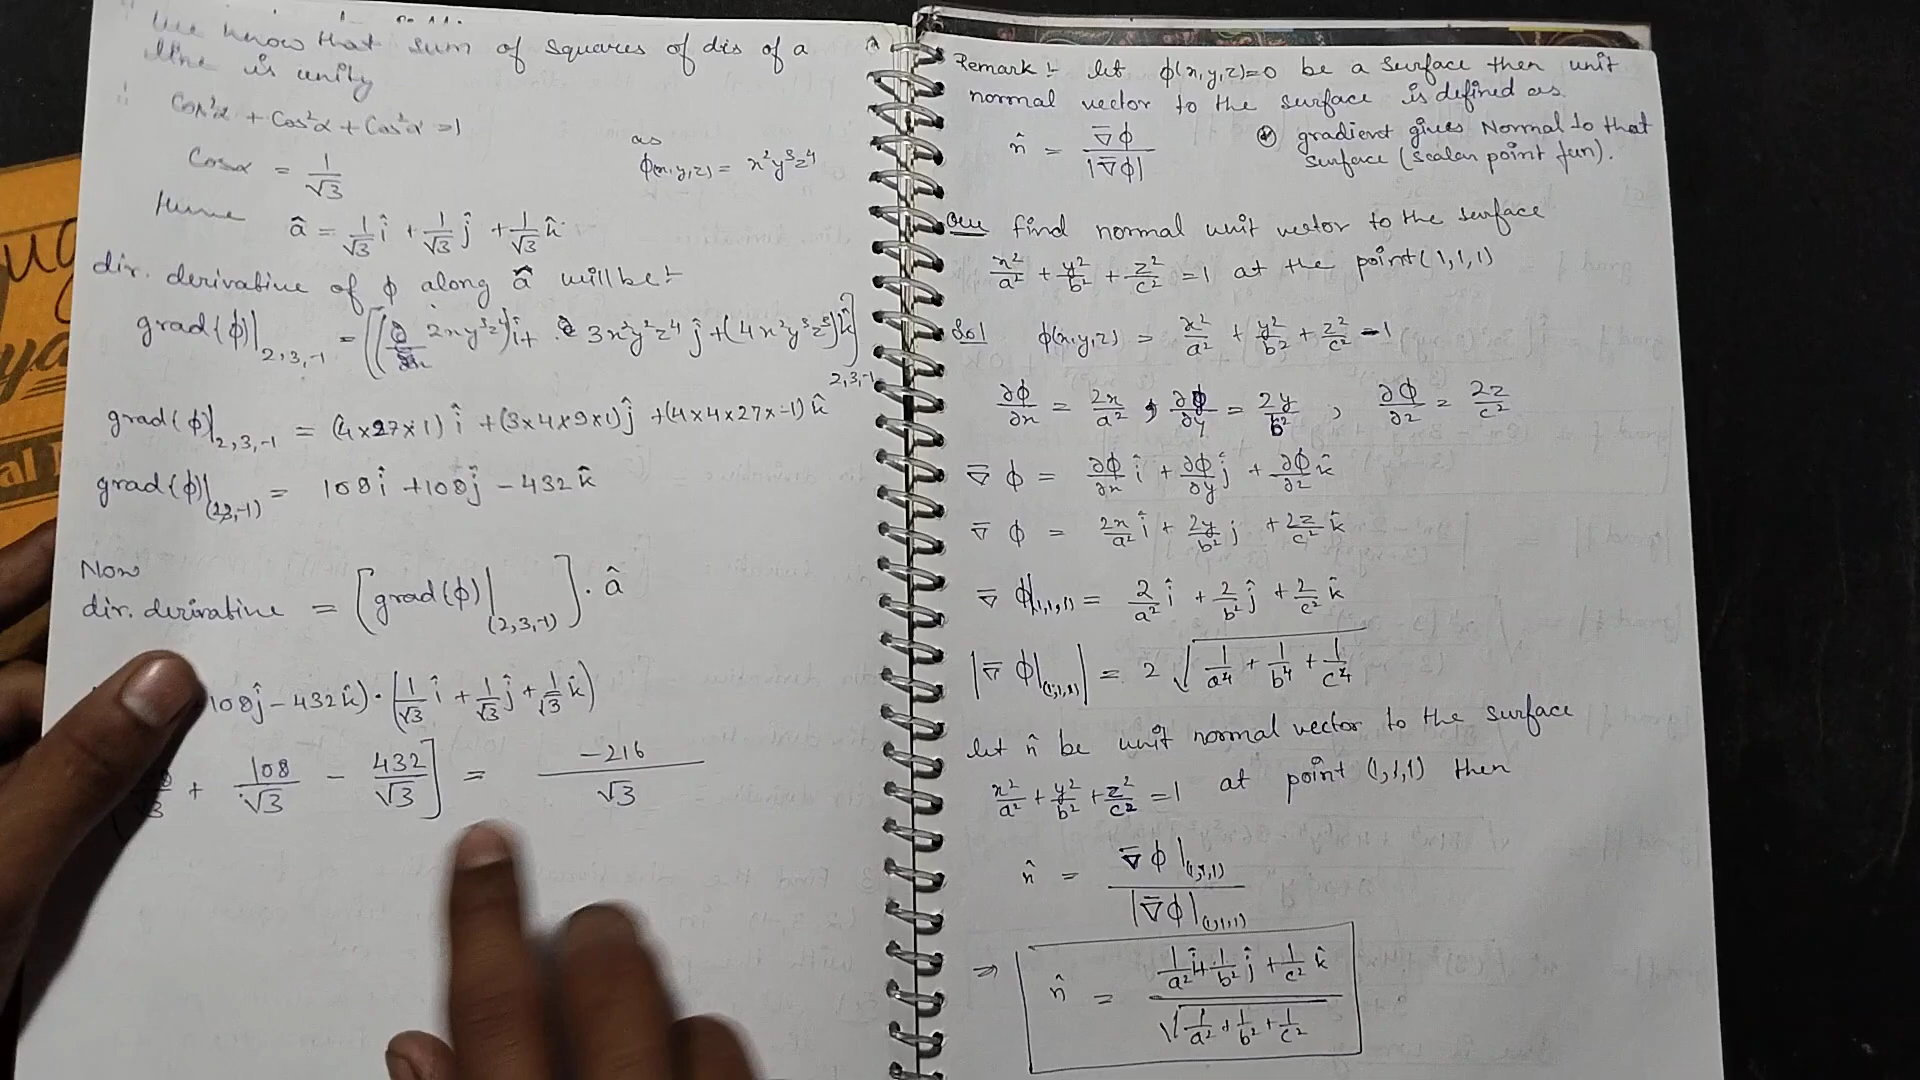 we know that sum of squares of dis of a
line is unity
Cos²α + Cos²α + Cos²α = 1
Cosα = 1/√3
as
ϕ(x,y,z) = x²y³z⁴
Hence
â = 1/√3 î + 1/√3 ĵ + 1/√3 k̂
dir. derivative of ϕ along â will be :-
grad(ϕ)|2,3,-1 = [(2xy³z⁴)î + 3x²y²z⁴ ĵ + (4x²y³z³)k̂]2,3,-1
grad(ϕ)|2,3,-1 = (4×27×1) î + (3×4×9×1)ĵ + (4×4×27×-1) k̂
grad(ϕ)|(2,3,-1) = 108î + 108ĵ - 432 k̂
Now
dir. derivative = [grad(ϕ)|(2,3,-1)] . â
108ĵ - 432 k̂) . (1/√3 î + 1/√3 ĵ + 1/√3 k̂)
√3 + 108/√3 - 432/√3] = -216/√3
Remark :- let ϕ(x,y,z)=0 be a surface then unit
normal vector to the surface is defined as
n̂ = ∇̄ϕ / |∇̄ϕ|
gradient gives Normal to that
surface (scalar point fun).
Que find normal unit vector to the surface
x²/a² + y²/b² + z²/c² = 1 at the point (1,1,1)
Sol ϕ(x,y,z) = x²/a² + y²/b² + z²/c² - 1
∂ϕ/∂x = 2x/a² , ∂ϕ/∂y = 2y/b² , ∂ϕ/∂z = 2z/c²
∇̄ ϕ = ∂ϕ/∂x î + ∂ϕ/∂y ĵ + ∂ϕ/∂z k̂
∇̄ ϕ = 2x/a² î + 2y/b² ĵ + 2z/c² k̂
∇̄ ϕ|(1,1,1) = 2/a² î + 2/b² ĵ + 2/c² k̂
|∇̄ ϕ|(1,1,1)| = 2 √(1/a⁴ + 1/b⁴ + 1/c⁴)
let n̂ be unit normal vector to the surface
x²/a² + y²/b² + z²/c² = 1 at point (1,1,1) then
n̂ = ∇̄ϕ|(1,1,1) / |∇̄ϕ|(1,1,1)
⇒ n̂ = (1/a² î + 1/b² ĵ + 1/c² k̂) / √(1/a² + 1/b² + 1/c²)